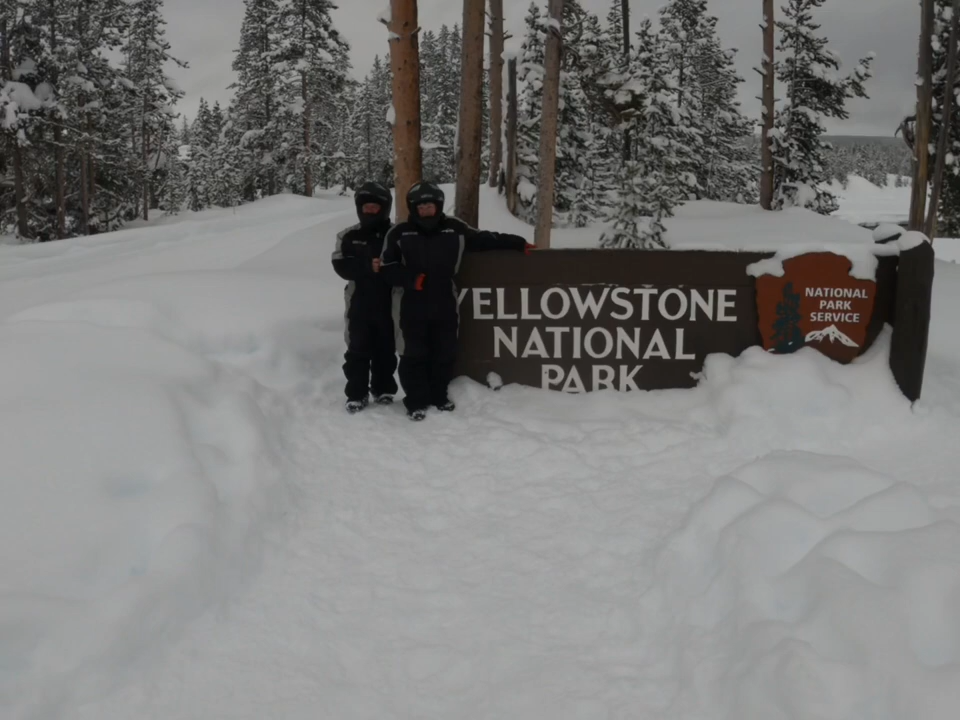 YELLOWSTONE
NATIONAL
PARK
NATIONAL
PARK
SERVICE